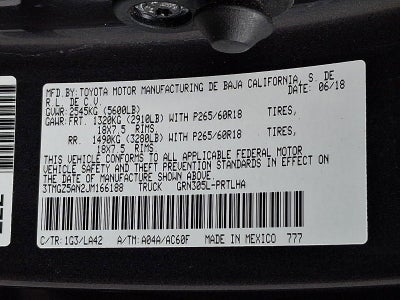 MFD.BY:TOYOTA MOTOR MANUFACTURING DE BAJA CALIFORNIA, S. DE
R.L. DE C.V. 06/18
GVWR: 2545KG (5600LB)
GAWR:FRT. 1320KG (2910LB) WITH P265/60R18 TIRES,
18X7.5 RIMS
RR. 1490KG (3280LB) WITH P265/60R18 TIRES,
18X7.5 RIMS
THIS VEHICLE CONFORMS TO ALL APPLICABLE FEDERAL MOTOR
VEHICLE SAFETY AND THEFT PREVENTION STANDARDS IN EFFECT ON
THE DATE OF MANUFACTURE SHOWN ABOVE.
3TMGZ5AN2JM166188 TRUCK GRN305L-PRTLHA
C/TR: 1G3/LA42 A/TM: A04A/AC60F MADE IN MEXICO 777